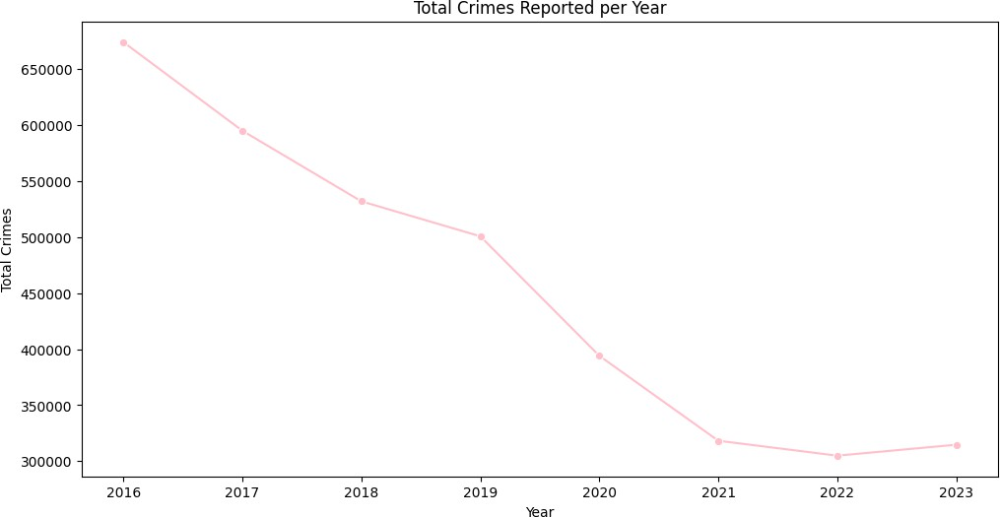 Total Crimes Reported per Year
Total Crimes
650000
600000
550000
500000
450000
400000
350000
300000
2016 2017 2018 2019 2020 2021 2022 2023
Year